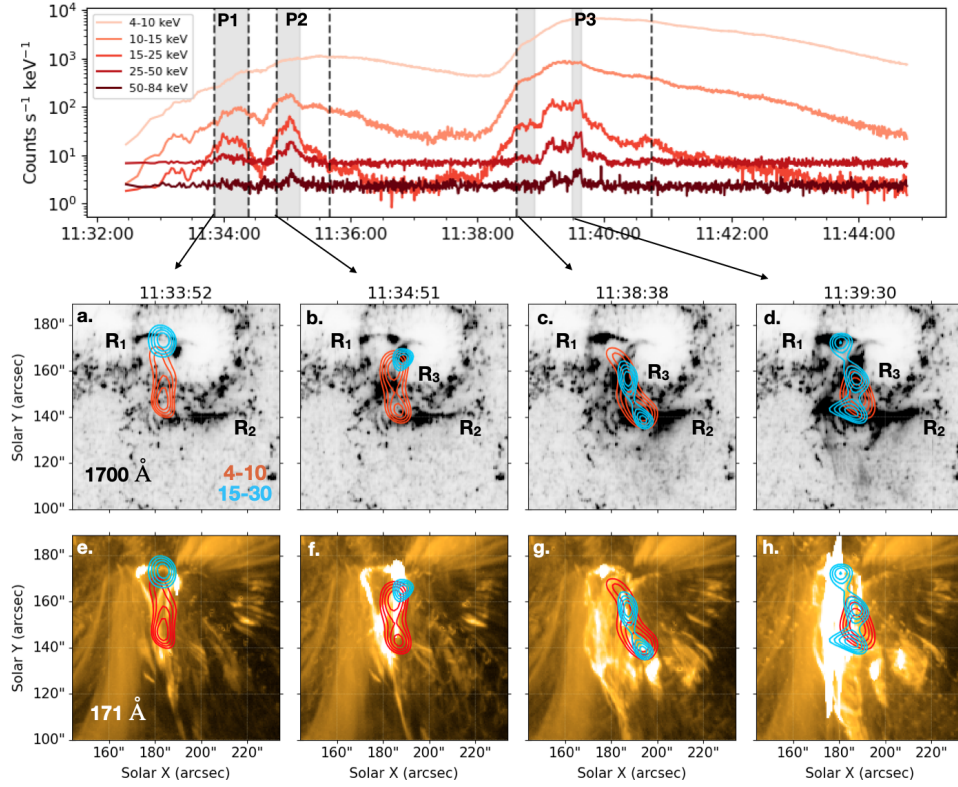 10⁴
10³
10²
10¹
10⁰
Counts s⁻¹ keV⁻¹
4-10 keV
10-15 keV
15-25 keV
25-50 keV
50-84 keV
P1
P2
P3
11:32:00
11:34:00
11:36:00
11:38:00
11:40:00
11:42:00
11:44:00
11:33:52
11:34:51
11:38:38
11:39:30
180"
160"
140"
120"
100"
Solar Y (arcsec)
a.
R₁
R₂
1700 Å
4-10
15-30
b.
R₁
R₃
R₂
c.
R₁
R₃
R₂
d.
R₁
R₃
R₂
180"
160"
140"
120"
100"
Solar Y (arcsec)
e.
171 Å
f.
g.
h.
160"
180"
200"
220"
160"
180"
200"
220"
160"
180"
200"
220"
160"
180"
200"
220"
Solar X (arcsec)
Solar X (arcsec)
Solar X (arcsec)
Solar X (arcsec)